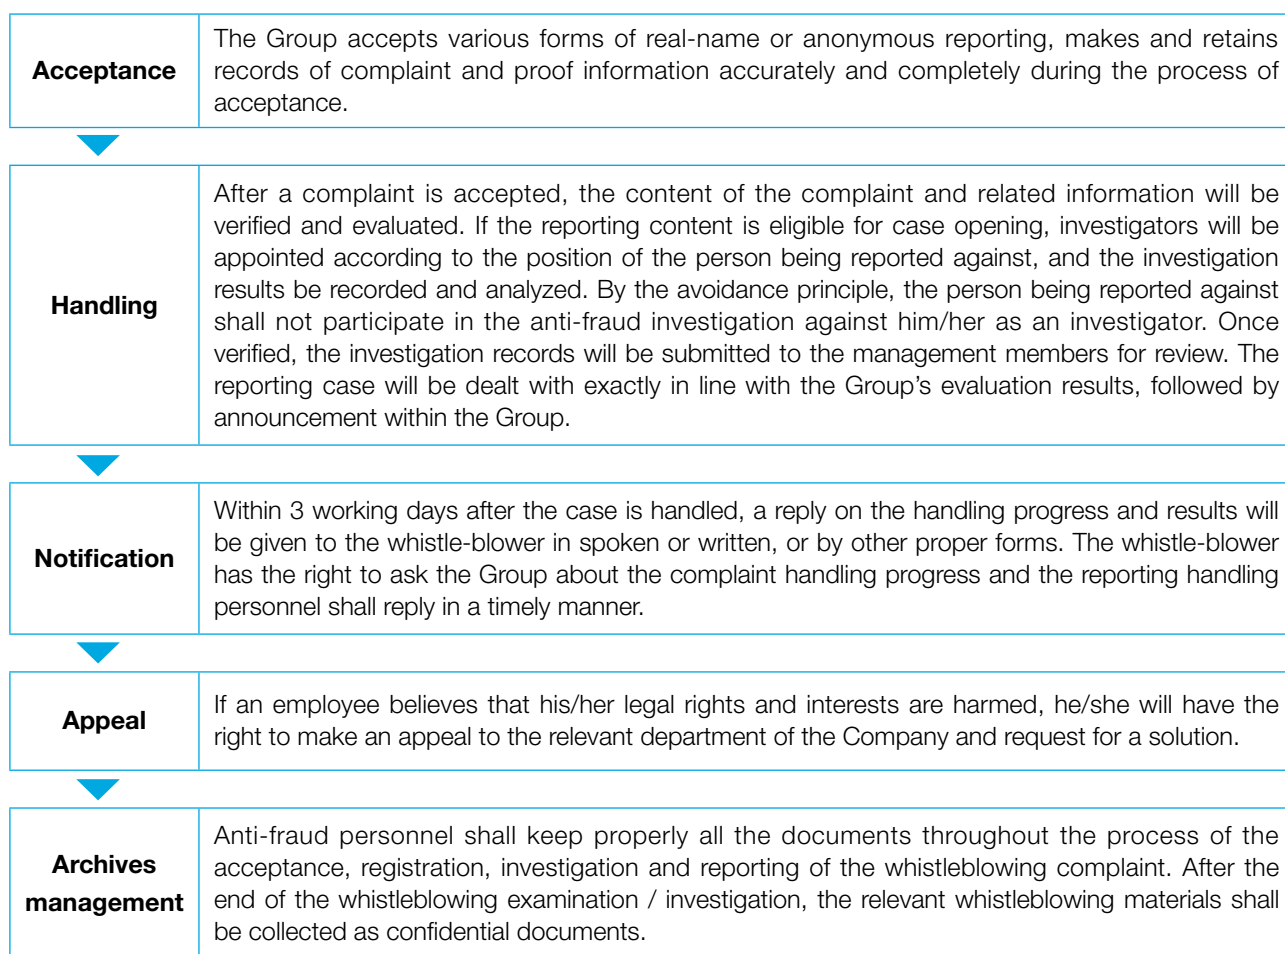 Acceptance
The Group accepts various forms of real-name or anonymous reporting, makes and retains
records of complaint and proof information accurately and completely during the process of
acceptance.
Handling
After a complaint is accepted, the content of the complaint and related information will be
verified and evaluated. If the reporting content is eligible for case opening, investigators will be
appointed according to the position of the person being reported against, and the investigation
results be recorded and analyzed. By the avoidance principle, the person being reported against
shall not participate in the anti-fraud investigation against him/her as an investigator. Once
verified, the investigation records will be submitted to the management members for review. The
reporting case will be dealt with exactly in line with the Group’s evaluation results, followed by
announcement within the Group.
Notification
Within 3 working days after the case is handled, a reply on the handling progress and results will
be given to the whistle-blower in spoken or written, or by other proper forms. The whistle-blower
has the right to ask the Group about the complaint handling progress and the reporting handling
personnel shall reply in a timely manner.
Appeal
If an employee believes that his/her legal rights and interests are harmed, he/she will have the
right to make an appeal to the relevant department of the Company and request for a solution.
Archives
management
Anti-fraud personnel shall keep properly all the documents throughout the process of the
acceptance, registration, investigation and reporting of the whistleblowing complaint. After the
end of the whistleblowing examination / investigation, the relevant whistleblowing materials shall
be collected as confidential documents.